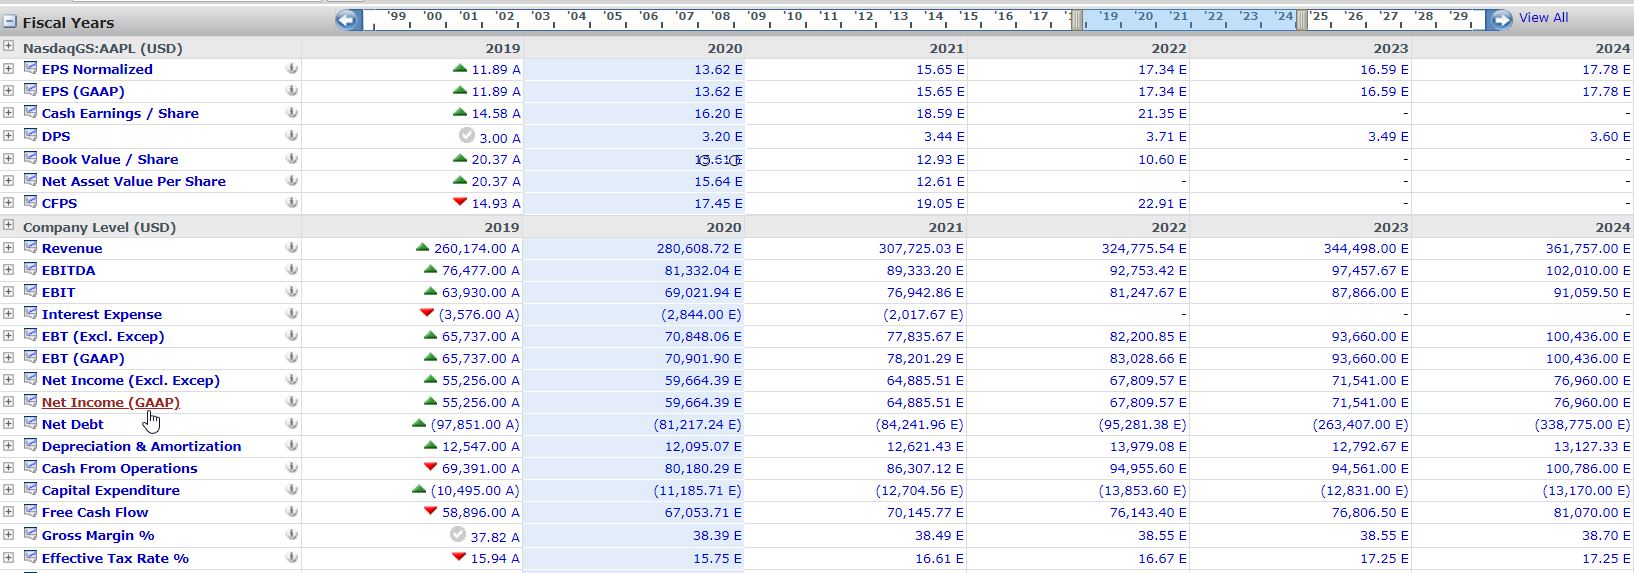 Fiscal Years '99 '00 '01 '02 '03 '04 '05 '06 '07 '08 '09 '10 '11 '12 '13 '14 '15 '16 '17 '19 '20 '21 '22 '23 '24 '25 '26 '27 '28 '29 View All
NasdaqGS:AAPL (USD) 2019 2020 2021 2022 2023 2024
EPS Normalized 11.89 A 13.62 E 15.65 E 17.34 E 16.59 E 17.78 E
EPS (GAAP) 11.89 A 13.62 E 15.65 E 17.34 E 16.59 E 17.78 E
Cash Earnings / Share 14.58 A 16.20 E 18.59 E 21.35 E - -
DPS 3.00 A 3.20 E 3.44 E 3.71 E 3.49 E 3.60 E
Book Value / Share 20.37 A 15.61 E 12.93 E 10.60 E - -
Net Asset Value Per Share 20.37 A 15.64 E 12.61 E - - -
CFPS 14.93 A 17.45 E 19.05 E 22.91 E - -
Company Level (USD) 2019 2020 2021 2022 2023 2024
Revenue 260,174.00 A 280,608.72 E 307,725.03 E 324,775.54 E 344,498.00 E 361,757.00 E
EBITDA 76,477.00 A 81,332.04 E 89,333.20 E 92,753.42 E 97,457.67 E 102,010.00 E
EBIT 63,930.00 A 69,021.94 E 76,942.86 E 81,247.67 E 87,866.00 E 91,059.50 E
Interest Expense (3,576.00 A) (2,844.00 E) (2,017.67 E) - - -
EBT (Excl. Excep) 65,737.00 A 70,848.06 E 77,835.67 E 82,200.85 E 93,660.00 E 100,436.00 E
EBT (GAAP) 65,737.00 A 70,901.90 E 78,201.29 E 83,028.66 E 93,660.00 E 100,436.00 E
Net Income (Excl. Excep) 55,256.00 A 59,664.39 E 64,885.51 E 67,809.57 E 71,541.00 E 76,960.00 E
Net Income (GAAP) 55,256.00 A 59,664.39 E 64,885.51 E 67,809.57 E 71,541.00 E 76,960.00 E
Net Debt (97,851.00 A) (81,217.24 E) (84,241.96 E) (95,281.38 E) (263,407.00 E) (338,775.00 E)
Depreciation & Amortization 12,547.00 A 12,095.07 E 12,621.43 E 13,979.08 E 12,792.67 E 13,127.33 E
Cash From Operations 69,391.00 A 80,180.29 E 86,307.12 E 94,955.60 E 94,561.00 E 100,786.00 E
Capital Expenditure (10,495.00 A) (11,185.71 E) (12,704.56 E) (13,853.60 E) (12,831.00 E) (13,170.00 E)
Free Cash Flow 58,896.00 A 67,053.71 E 70,145.77 E 76,143.40 E 76,806.50 E 81,070.00 E
Gross Margin % 37.82 A 38.39 E 38.49 E 38.55 E 38.55 E 38.70 E
Effective Tax Rate % 15.94 A 15.75 E 16.61 E 16.67 E 17.25 E 17.25 E